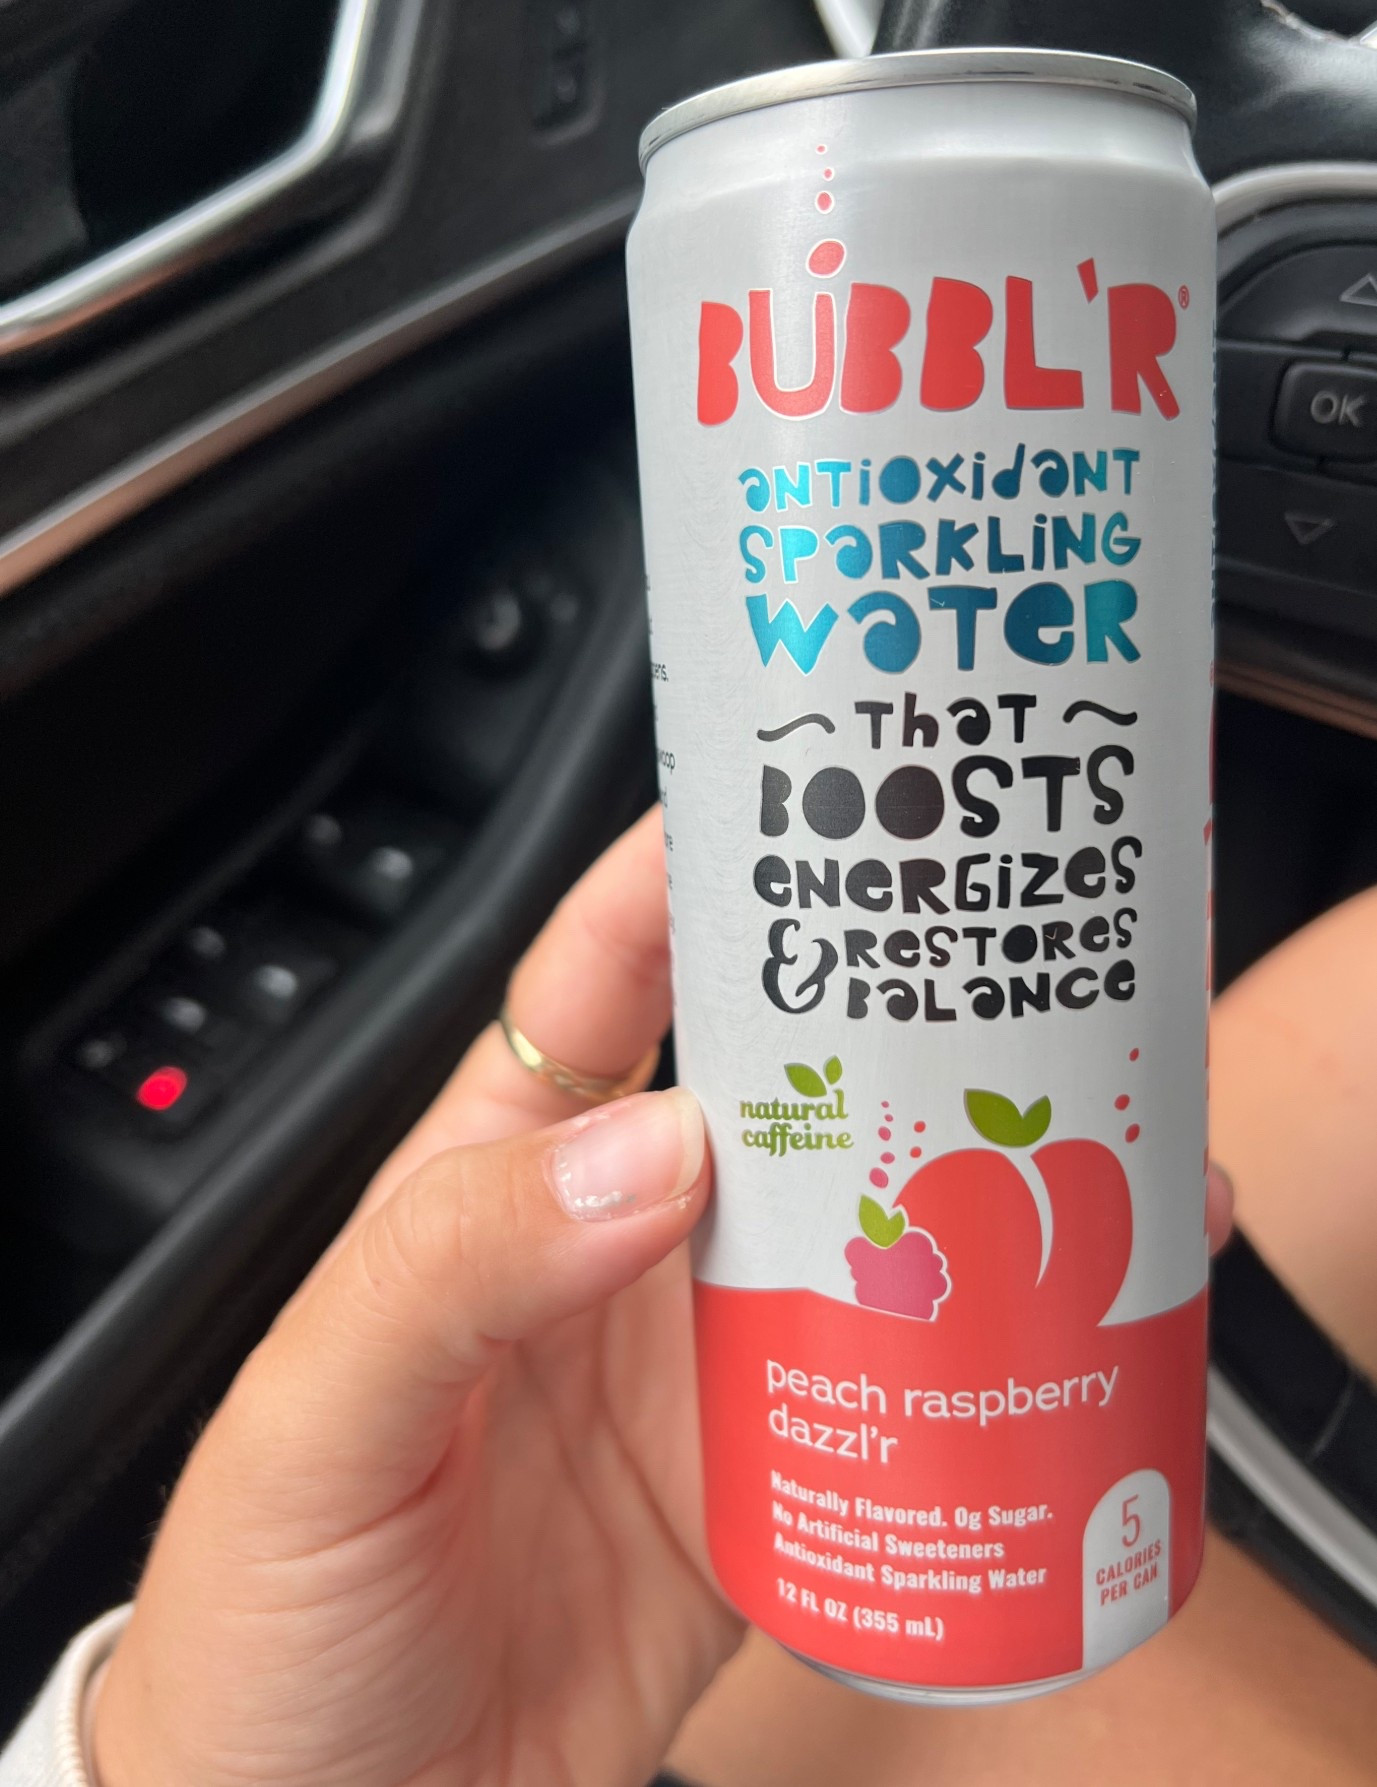 BUBBL'R®
ANTIOXIDANT
SPARKLING
WATER
~ THAT ~
BOOSTS
ENERGIZES
& RESTORES
BALANCE
natural
caffeine
peach raspberry
dazzl'r
Naturally Flavored. 0g Sugar.
No Artificial Sweeteners
Antioxidant Sparkling Water
12 FL OZ (355 mL)
5
CALORIES
PER CAN
OK